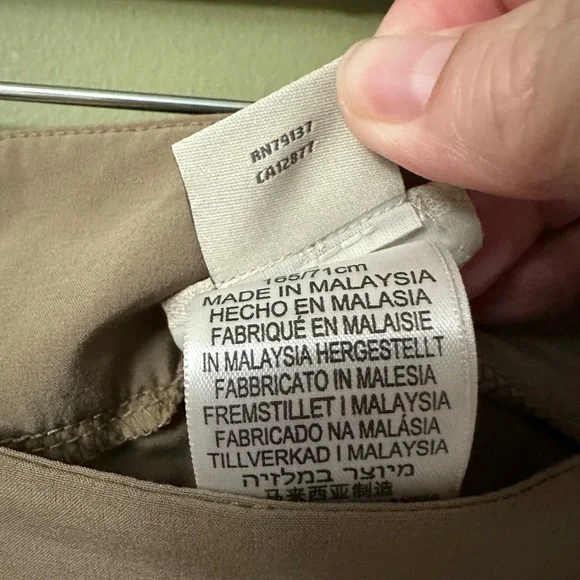 RN79137
CA12877
165/71cm
MADE IN MALAYSIA
HECHO EN MALASIA
FABRIQUÉ EN MALAISIE
IN MALAYSIA HERGESTELLT
FABBRICATO IN MALESIA
FREMSTILLET I MALAYSIA
FABRICADO NA MALÁSIA
TILLVERKAD I MALAYSIA
מיוצר במלזיה
马来西亚制造